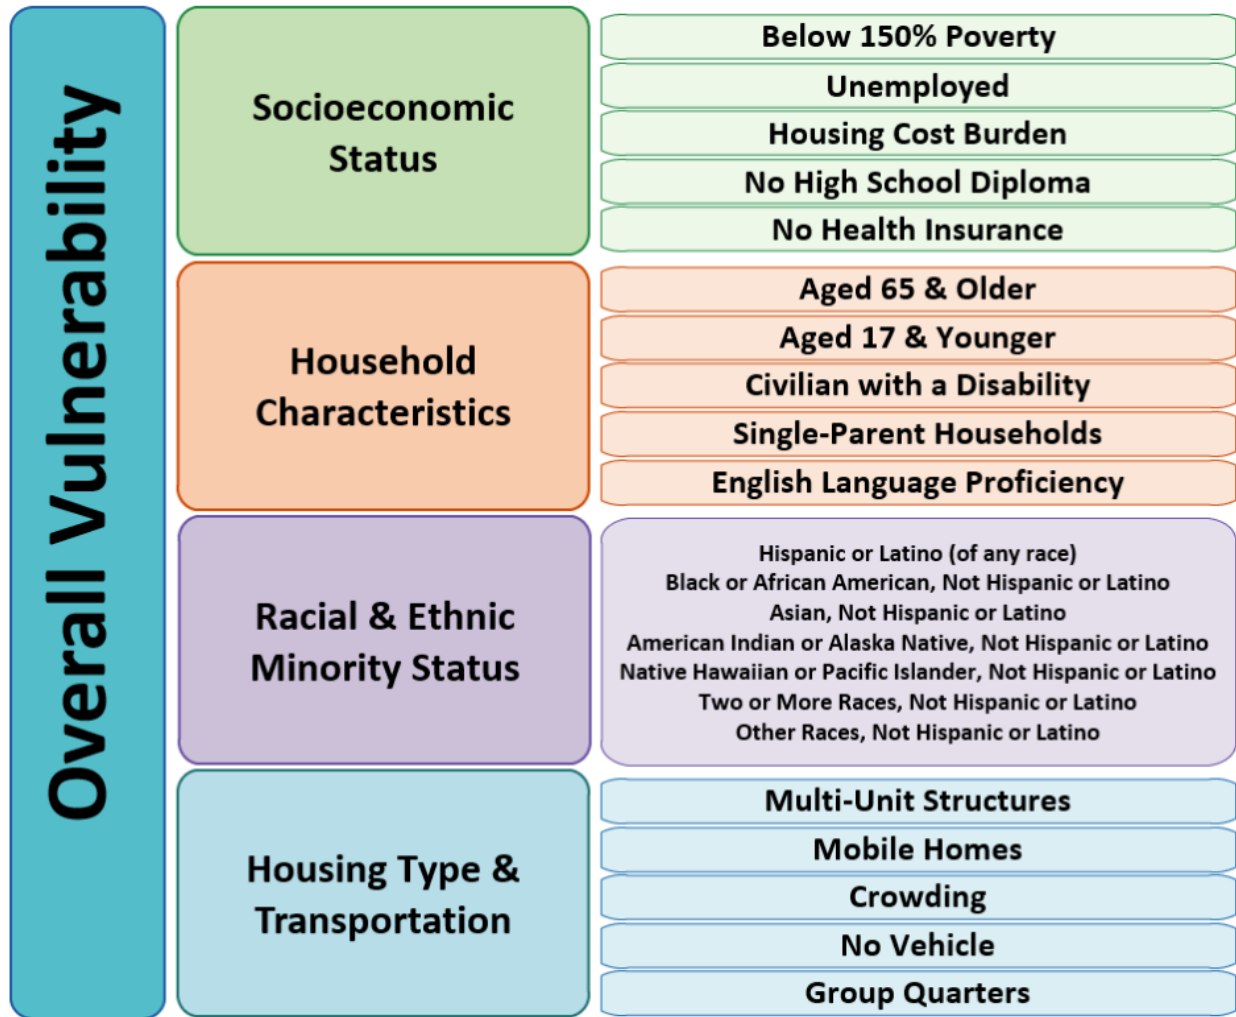 Overall Vulnerability
Socioeconomic
Status
Below 150% Poverty
Unemployed
Housing Cost Burden
No High School Diploma
No Health Insurance
Household
Characteristics
Aged 65 & Older
Aged 17 & Younger
Civilian with a Disability
Single-Parent Households
English Language Proficiency
Racial & Ethnic
Minority Status
Hispanic or Latino (of any race)
Black or African American, Not Hispanic or Latino
Asian, Not Hispanic or Latino
American Indian or Alaska Native, Not Hispanic or Latino
Native Hawaiian or Pacific Islander, Not Hispanic or Latino
Two or More Races, Not Hispanic or Latino
Other Races, Not Hispanic or Latino
Housing Type &
Transportation
Multi-Unit Structures
Mobile Homes
Crowding
No Vehicle
Group Quarters